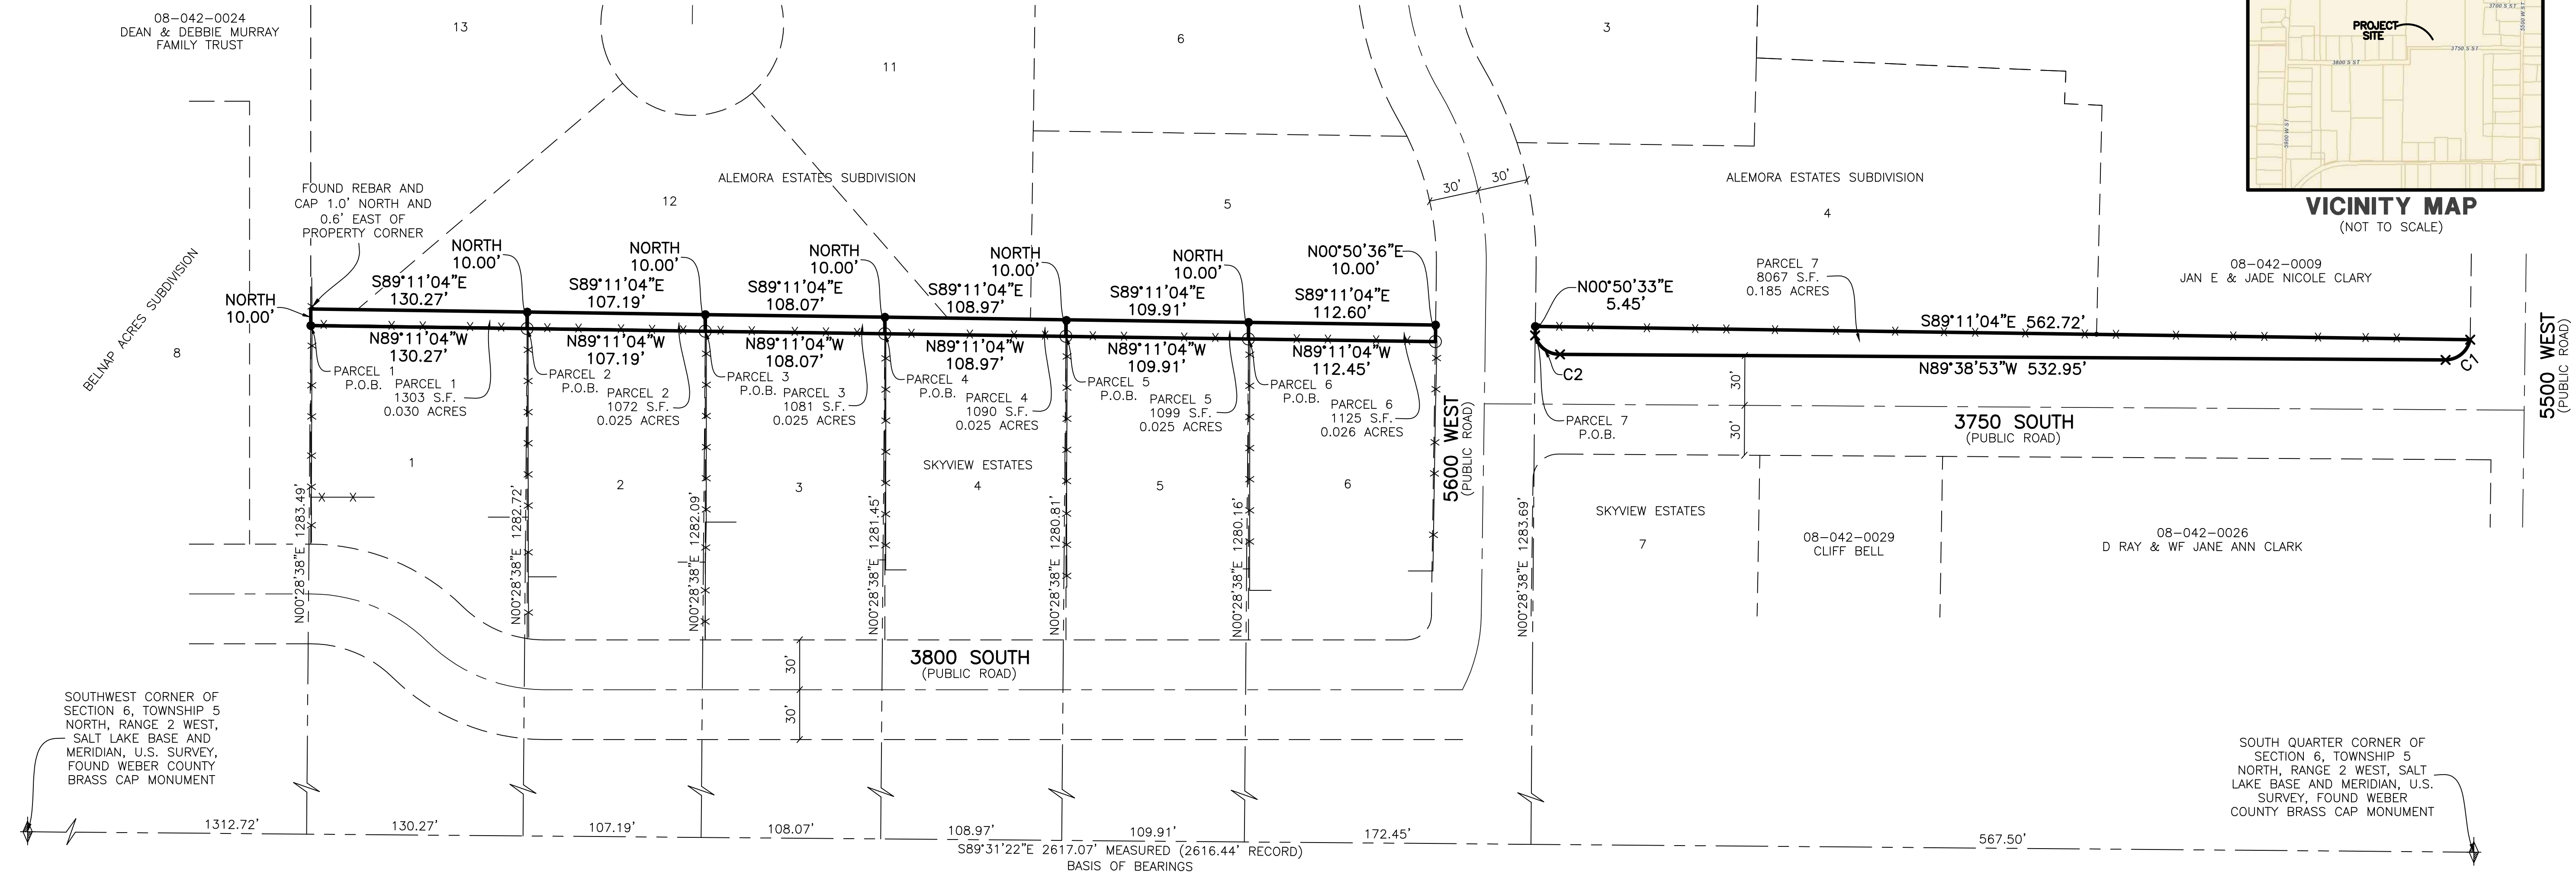 08-042-0024
DEAN & DEBBIE MURRAY
FAMILY TRUST
13
11
6
3
3700 S ST
5500 W ST
PROJECT
SITE
3750 S ST
3800 S ST
5900 W ST
VICINITY MAP
(NOT TO SCALE)
FOUND REBAR AND
CAP 1.0' NORTH AND
0.6' EAST OF
PROPERTY CORNER
ALEMORA ESTATES SUBDIVISION
12
5
30'
30'
ALEMORA ESTATES SUBDIVISION
4
BELNAP ACRES SUBDIVISION
8
NORTH
10.00'
S89°11'04"E
130.27'
NORTH
10.00'
S89°11'04"E
107.19'
NORTH
10.00'
S89°11'04"E
108.07'
NORTH
10.00'
S89°11'04"E
108.97'
NORTH
10.00'
S89°11'04"E
109.91'
NORTH
10.00'
S89°11'04"E
112.60'
N00°50'36"E
10.00'
N00°50'33"E
5.45'
PARCEL 7
8067 S.F.
0.185 ACRES
08-042-0009
JAN E & JADE NICOLE CLARY
S89°11'04"E 562.72'
N89°11'04"W
130.27'
N89°11'04"W
107.19'
N89°11'04"W
108.07'
N89°11'04"W
108.97'
N89°11'04"W
109.91'
N89°11'04"W
112.45'
N89°38'53"W 532.95'
C1
C2
PARCEL 1
P.O.B.
PARCEL 1
1303 S.F.
0.030 ACRES
PARCEL 2
P.O.B.
PARCEL 2
1072 S.F.
0.025 ACRES
PARCEL 3
P.O.B.
PARCEL 3
1081 S.F.
0.025 ACRES
PARCEL 4
P.O.B.
PARCEL 4
1090 S.F.
0.025 ACRES
PARCEL 5
P.O.B.
PARCEL 5
1099 S.F.
0.025 ACRES
PARCEL 6
P.O.B.
PARCEL 6
1125 S.F.
0.026 ACRES
PARCEL 7
P.O.B.
5600 WEST
(PUBLIC ROAD)
30'
30'
3750 SOUTH
(PUBLIC ROAD)
5500 WEST
(PUBLIC ROAD)
1
2
3
SKYVIEW ESTATES
4
5
6
SKYVIEW ESTATES
7
08-042-0029
CLIFF BELL
08-042-0026
D RAY & WF JANE ANN CLARK
N00°28'38"E 1283.49'
N00°28'38"E 1282.72'
N00°28'38"E 1282.09'
N00°28'38"E 1281.45'
N00°28'38"E 1280.81'
N00°28'38"E 1280.16'
N00°28'38"E 1283.69'
30'
30'
3800 SOUTH
(PUBLIC ROAD)
SOUTHWEST CORNER OF
SECTION 6, TOWNSHIP 5
NORTH, RANGE 2 WEST,
SALT LAKE BASE AND
MERIDIAN, U.S. SURVEY,
FOUND WEBER COUNTY
BRASS CAP MONUMENT
SOUTH QUARTER CORNER OF
SECTION 6, TOWNSHIP 5
NORTH, RANGE 2 WEST, SALT
LAKE BASE AND MERIDIAN, U.S.
SURVEY, FOUND WEBER
COUNTY BRASS CAP MONUMENT
1312.72'
130.27'
107.19'
108.07'
108.97'
109.91'
172.45'
567.50'
S89°31'22"E 2617.07' MEASURED (2616.44' RECORD)
BASIS OF BEARINGS